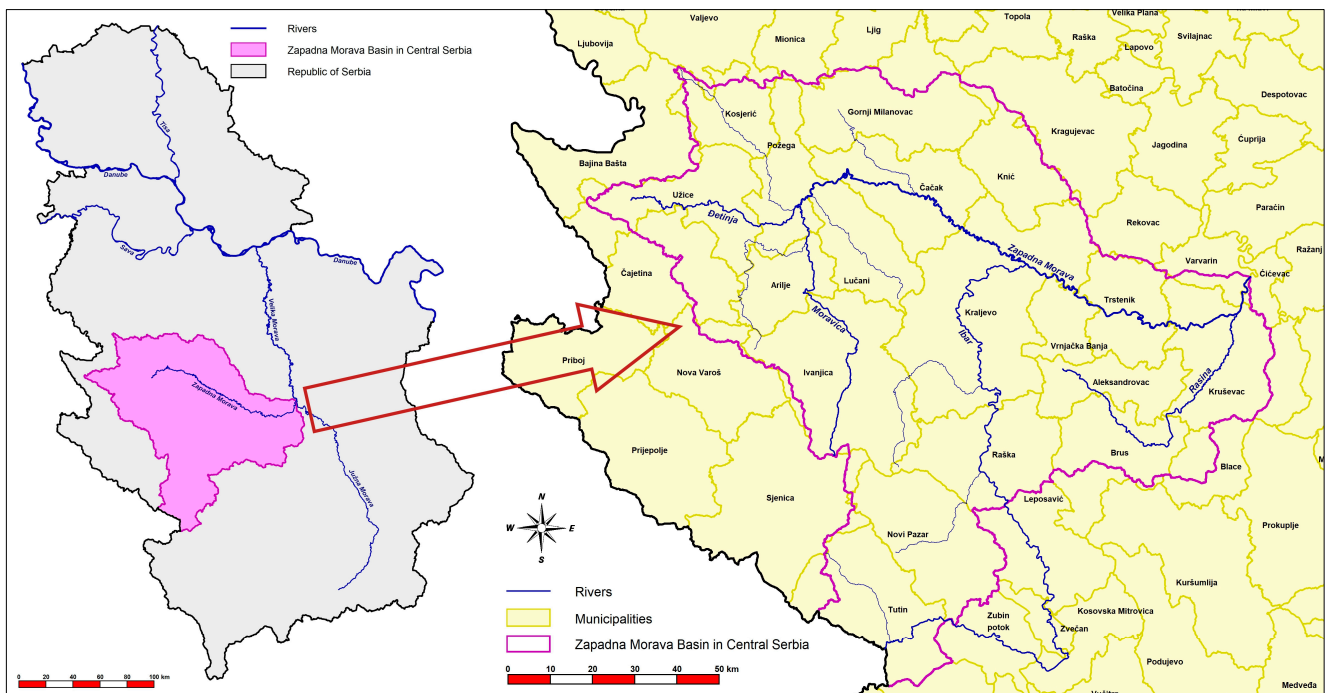 Rivers
Zapadna Morava Basin in Central Serbia
Republic of Serbia
Tisa
Danube
Sava
Danube
Velika Morava
Zapadna Morava
Južna Morava
0 20 40 60 80 100 km
Valjevo
Topola
Velika Plana
Ljubovija
Mionica
Ljig
Raška
Lapovo
Svilajnac
Batočina
Despotovac
Kosjerić
Gornji Milanovac
Kragujevac
Požega
Jagodina
Ćuprija
Bajina Bašta
Knić
Čačak
Užice
Detinja
Rekovac
Paraćin
Zapadna Morava
Varvarin
Ražanj
Ćićevac
Čajetina
Arilje
Lučani
Trstenik
Moravica
Kraljevo
Ibar
Vrnjačka Banja
Priboj
Nova Varoš
Ivanjica
Aleksandrovac
Rasina
Kruševac
Prijepolje
Raška
Brus
Blace
Sjenica
Leposavić
N
W E
S
Novi Pazar
Prokuplje
Kuršumlija
Rivers
Municipalities
Zapadna Morava Basin in Central Serbia
Tutin
Zubin
potok
Kosovska Mitrovica
Zvečan
Podujevo
0 10 20 30 40 50 km
Medveđa